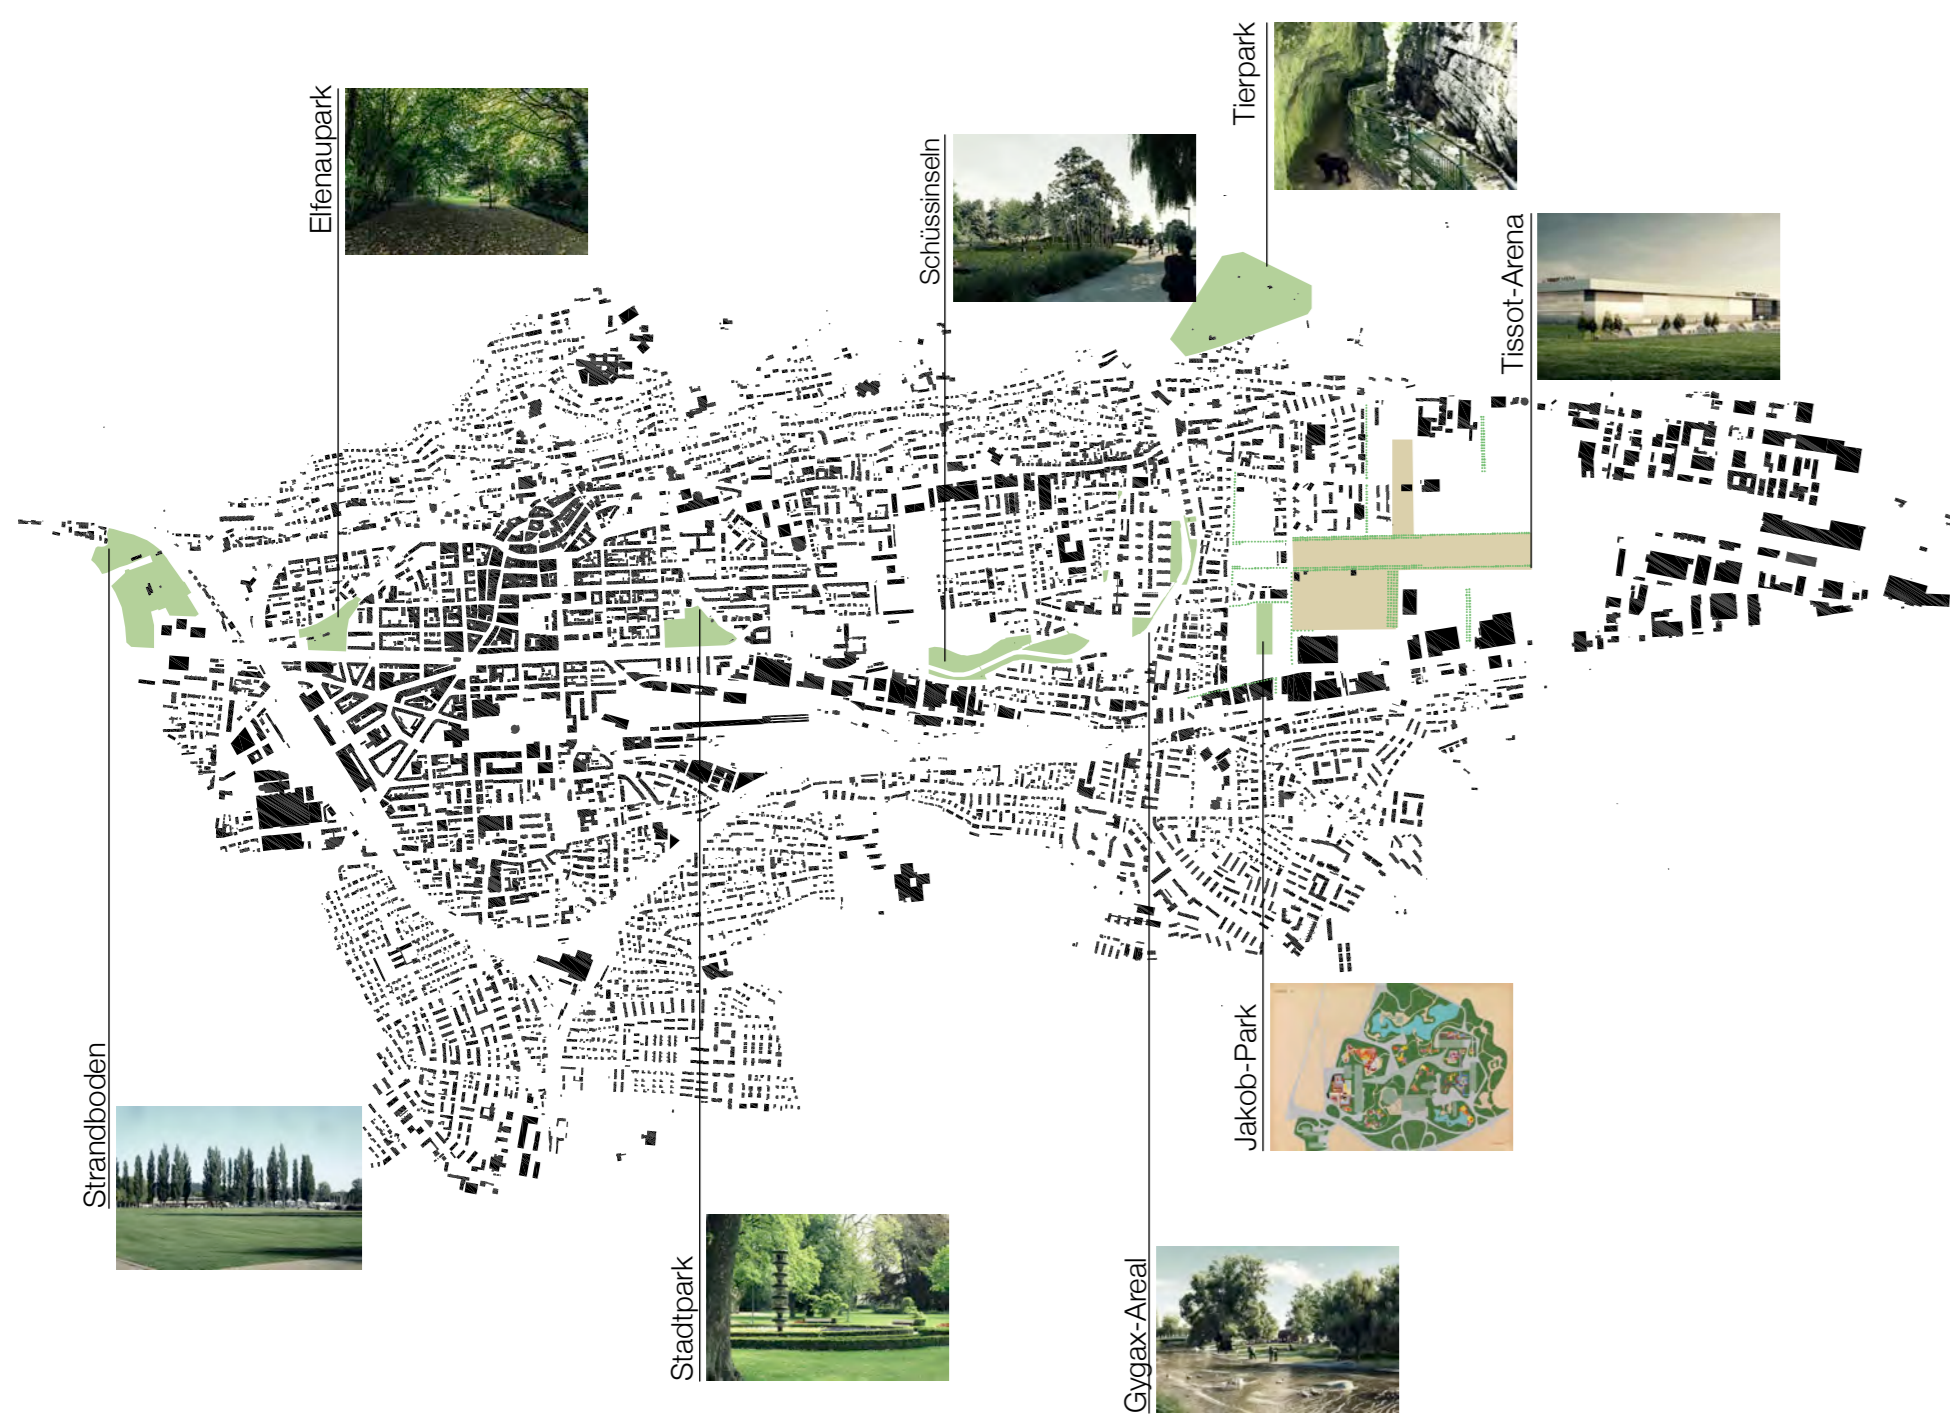 Tierpark
Elfenaupark
Schüssinseln
Tissot-Arena
Strandboden
Jakob-Park
Stadtpark
Gygax-Areal